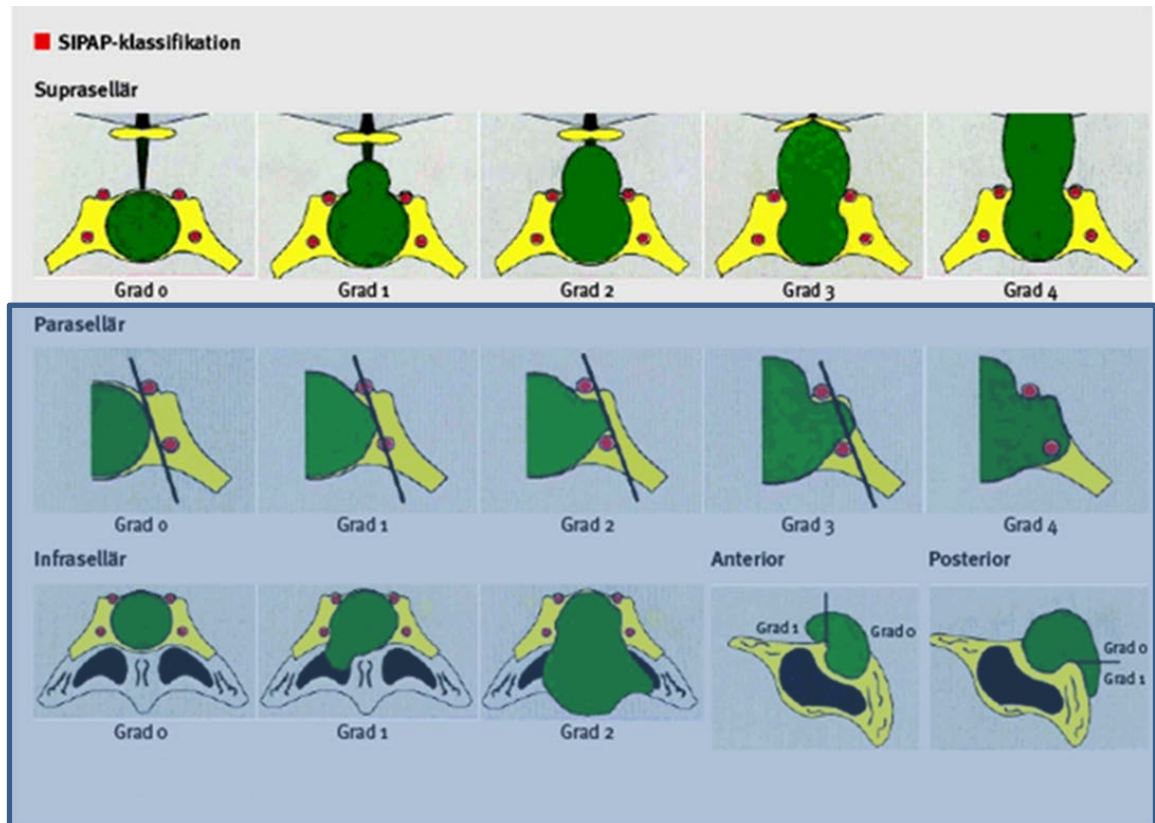 SIPAP-klassifikation
Suprasellär
Grad 0 Grad 1 Grad 2 Grad 3 Grad 4
Parasellär
Grad 0 Grad 1 Grad 2 Grad 3 Grad 4
Infrasellär Anterior Posterior
Grad 1 Grad 0 Grad 0
Grad 1
Grad 0 Grad 1 Grad 2